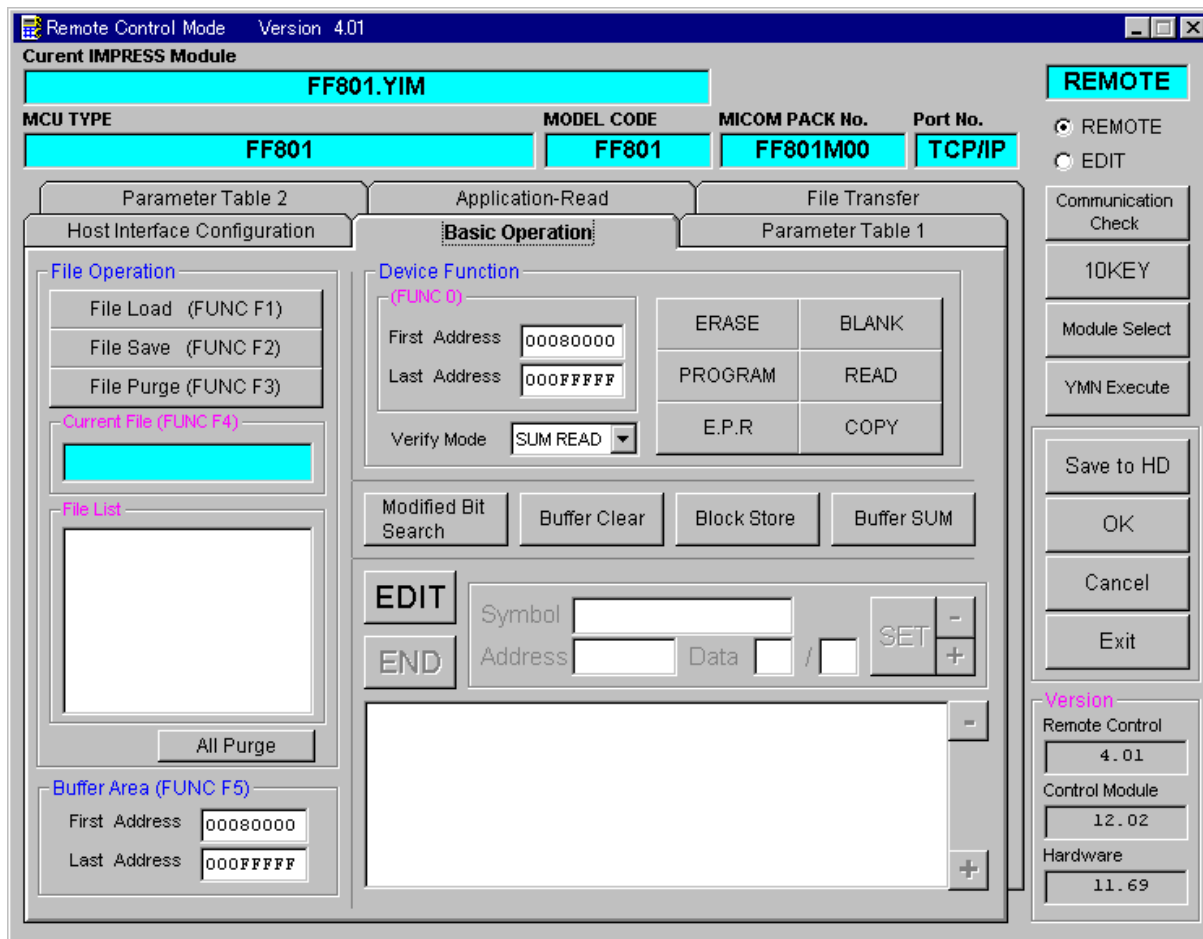 Remote Control Mode Version 4.01
Curent IMPRESS Module
FF801.YIM
REMOTE
MCU TYPE MODEL CODE MICOM PACK No. Port No.
FF801 FF801 FF801M00 TCP/IP
REMOTE
EDIT
Parameter Table 2 Application-Read File Transfer
Host Interface Configuration Basic Operation Parameter Table 1
File Operation
File Load (FUNC F1)
File Save (FUNC F2)
File Purge (FUNC F3)
Current File (FUNC F4)
File List
All Purge
Buffer Area (FUNC F5)
First Address 00080000
Last Address 000FFFFF
Device Function
(FUNC 0)
First Address 00080000
Last Address 000FFFFF
Verify Mode SUM READ
ERASE BLANK
PROGRAM READ
E.P.R COPY
Modified Bit
Search
Buffer Clear
Block Store
Buffer SUM
EDIT
END
Symbol
Address Data /
SET
-
+
-
+
Communication
Check
10KEY
Module Select
YMN Execute
Save to HD
OK
Cancel
Exit
Version
Remote Control
4.01
Control Module
12.02
Hardware
11.69